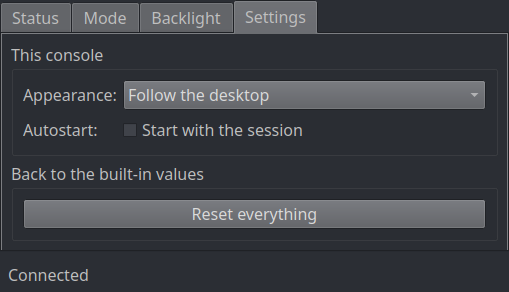 Status Mode Backlight Settings
This console
Appearance: Follow the desktop
Autostart: Start with the session
Back to the built-in values
Reset everything
Connected